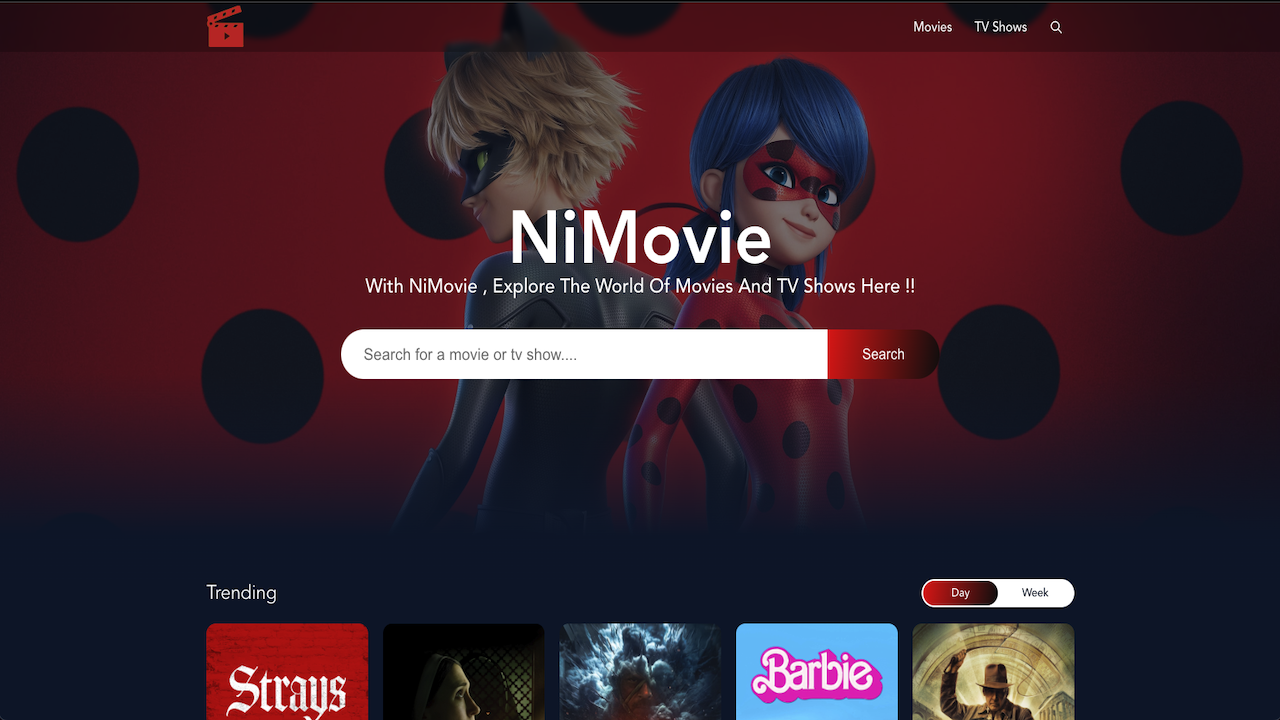 Movies TV Shows
NiMovie
With NiMovie , Explore The World Of Movies And TV Shows Here !!
Search for a movie or tv show....
Search
Trending
Day
Week
Strays
Barbie